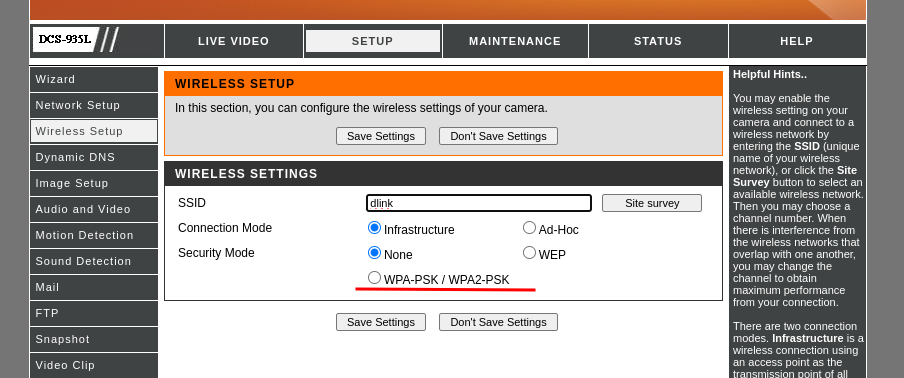 DCS-935L
LIVE VIDEO
SETUP
MAINTENANCE
STATUS
HELP
Wizard
Network Setup
Wireless Setup
Dynamic DNS
Image Setup
Audio and Video
Motion Detection
Sound Detection
Mail
FTP
Snapshot
Video Clip
WIRELESS SETUP
In this section, you can configure the wireless settings of your camera.
Save Settings
Don't Save Settings
WIRELESS SETTINGS
SSID
dlink
Site survey
Connection Mode
Infrastructure
Ad-Hoc
Security Mode
None
WEP
WPA-PSK / WPA2-PSK
Save Settings
Don't Save Settings
Helpful Hints..
You may enable the
wireless setting on your
camera and connect to a
wireless network by
entering the SSID (unique
name of your wireless
network), or click the Site
Survey button to select an
available wireless network.
Then you may choose a
channel number. When
there is interference from
the wireless networks that
overlap with one another,
you may change the
channel to obtain
maximum performance
from your connection.
There are two connection
modes. Infrastructure is a
wireless connection using
an access point as the
transmission point of all